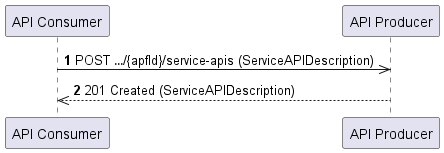 API Consumer API Producer
1 POST .../{apfId}/service-apis (ServiceAPIDescription)
2 201 Created (ServiceAPIDescription)
API Consumer API Producer